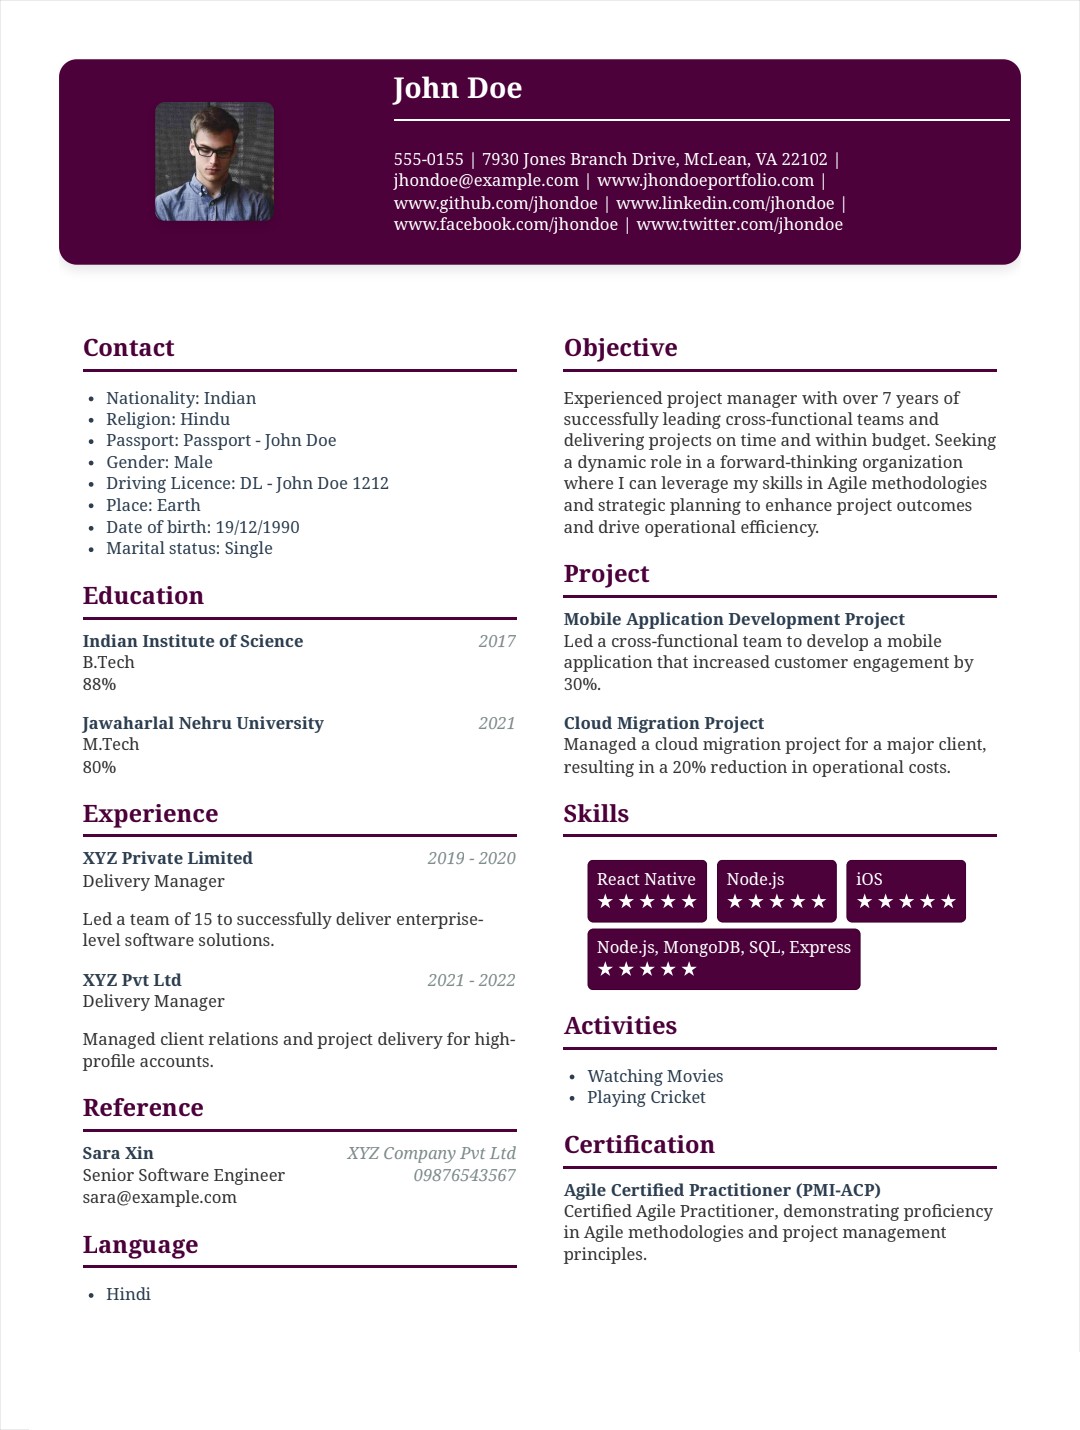 John Doe
555-0155 | 7930 Jones Branch Drive, McLean, VA 22102 |
jhondoe@example.com | www.jhondoeportfolio.com |
www.github.com/jhondoe | www.linkedin.com/jhondoe |
www.facebook.com/jhondoe | www.twitter.com/jhondoe
Contact
• Nationality: Indian
• Religion: Hindu
• Passport: Passport - John Doe
• Gender: Male
• Driving Licence: DL - John Doe 1212
• Place: Earth
• Date of birth: 19/12/1990
• Marital status: Single
Education
Indian Institute of Science 2017
B.Tech
88%
Jawaharlal Nehru University 2021
M.Tech
80%
Experience
XYZ Private Limited 2019 - 2020
Delivery Manager
Led a team of 15 to successfully deliver enterprise-
level software solutions.
XYZ Pvt Ltd 2021 - 2022
Delivery Manager
Managed client relations and project delivery for high-
profile accounts.
Reference
Sara Xin XYZ Company Pvt Ltd
Senior Software Engineer 09876543567
sara@example.com
Language
• Hindi
Objective
Experienced project manager with over 7 years of
successfully leading cross-functional teams and
delivering projects on time and within budget. Seeking
a dynamic role in a forward-thinking organization
where I can leverage my skills in Agile methodologies
and strategic planning to enhance project outcomes
and drive operational efficiency.
Project
Mobile Application Development Project
Led a cross-functional team to develop a mobile
application that increased customer engagement by
30%.
Cloud Migration Project
Managed a cloud migration project for a major client,
resulting in a 20% reduction in operational costs.
Skills
React Native Node.js iOS
★★★★★ ★★★★★ ★★★★★
Node.js, MongoDB, SQL, Express
★★★★★
Activities
• Watching Movies
• Playing Cricket
Certification
Agile Certified Practitioner (PMI-ACP)
Certified Agile Practitioner, demonstrating proficiency
in Agile methodologies and project management
principles.